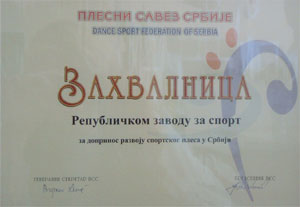 ПЛЕСНИ САВЕЗ СРБИЈЕ
DANCE SPORT FEDERATION OF SERBIA
ЗАХВАЛНИЦА
Републичком заводу за спорт
за допринос развоју спортског плеса у Србији